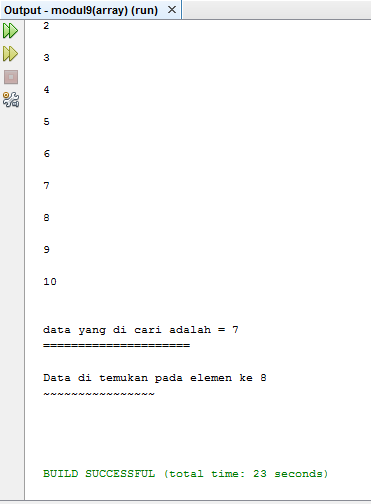 Output - modul9(array) (run)
2
3
4
5
6
7
8
9
10
data yang di cari adalah = 7
=====================
Data di temukan pada elemen ke 8
~~~~~~~~~~~~~~~~
BUILD SUCCESSFUL (total time: 23 seconds)